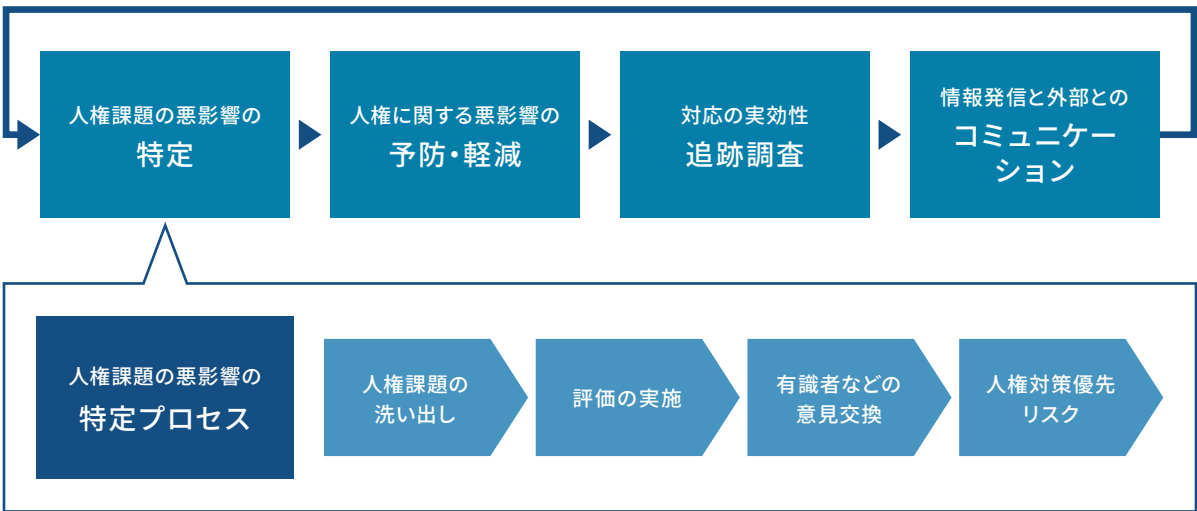 人権課題の悪影響の
特定
人権に関する悪影響の
予防・軽減
対応の実効性
追跡調査
情報発信と外部との
コミュニケー
ション
人権課題の悪影響の
特定プロセス
人権課題の
洗い出し
評価の実施
有識者などの
意見交換
人権対策優先
リスク